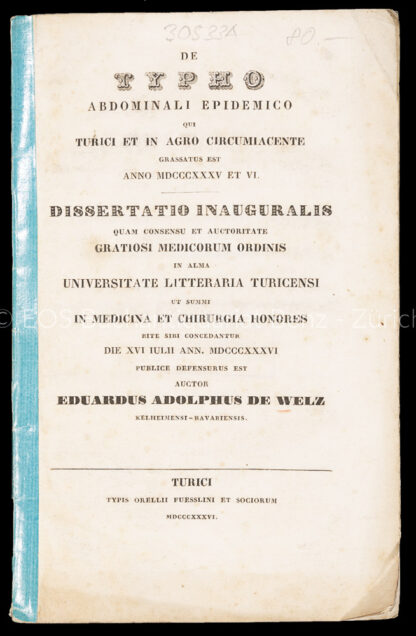 30533A 80.—
DE
TYPHO
ABDOMINALI EPIDEMICO
QUI
TURICI ET IN AGRO CIRCUMIACENTE
GRASSATUS EST
ANNO MDCCCXXXV ET VI.
DISSERTATIO INAUGURALIS
QUAM CONSENSU ET AUCTORITATE
GRATIOSI MEDICORUM ORDINIS
IN ALMA
UNIVERSITATE LITTERARIA TURICENSI
UT SUMMI
IN MEDICINA ET CHIRURGIA HONORES
RITE SIBI CONCEDANTUR
DIE XVI IULII ANN. MDCCCXXXVI
PUBLICE DEFENSURUS EST
AUCTOR
EDUARDUS ADOLPHUS DE WELZ
KELHEIMENSI-BAVARIENSIS.
TURICI
TYPIS ORELLII FUESSLINI ET SOCIORUM
MDCCCXXXVI.